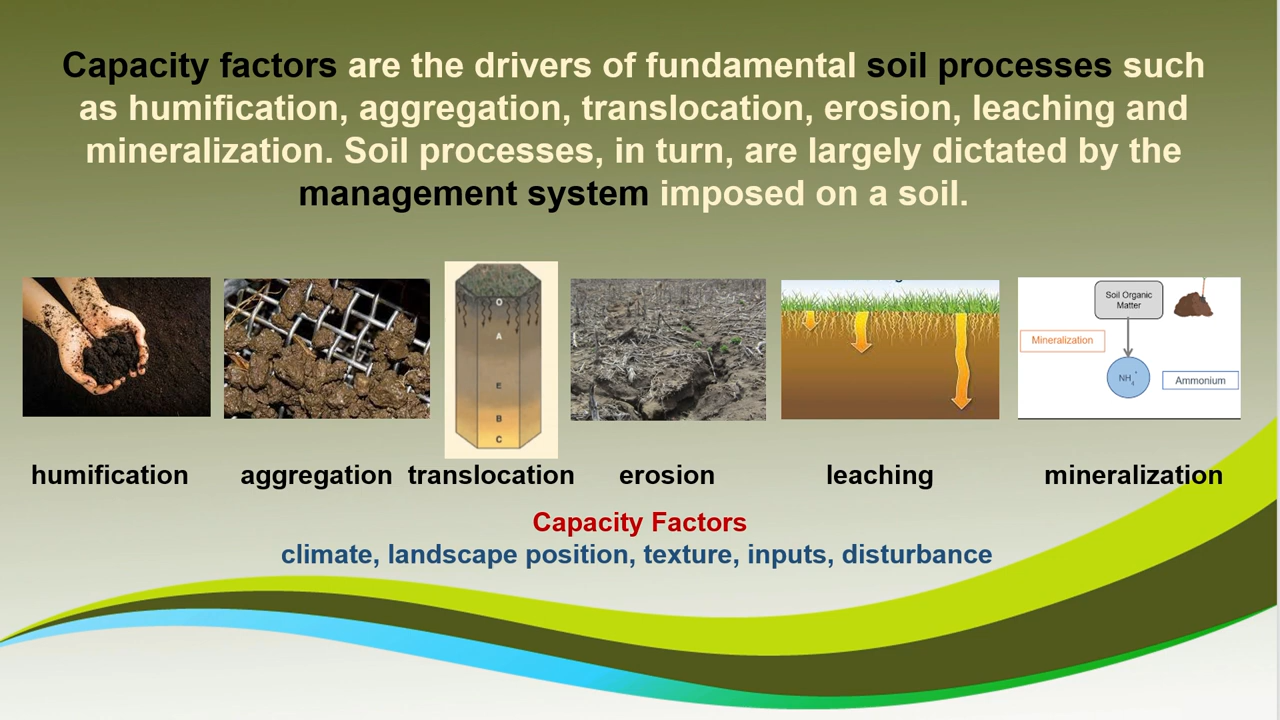 Capacity factors are the drivers of fundamental soil processes such
as humification, aggregation, translocation, erosion, leaching and
mineralization. Soil processes, in turn, are largely dictated by the
management system imposed on a soil.
O
A
E
B
C
Soil Organic
Matter
Mineralization
NH4+
Ammonium
humification
aggregation
translocation
erosion
leaching
mineralization
Capacity Factors
climate, landscape position, texture, inputs, disturbance